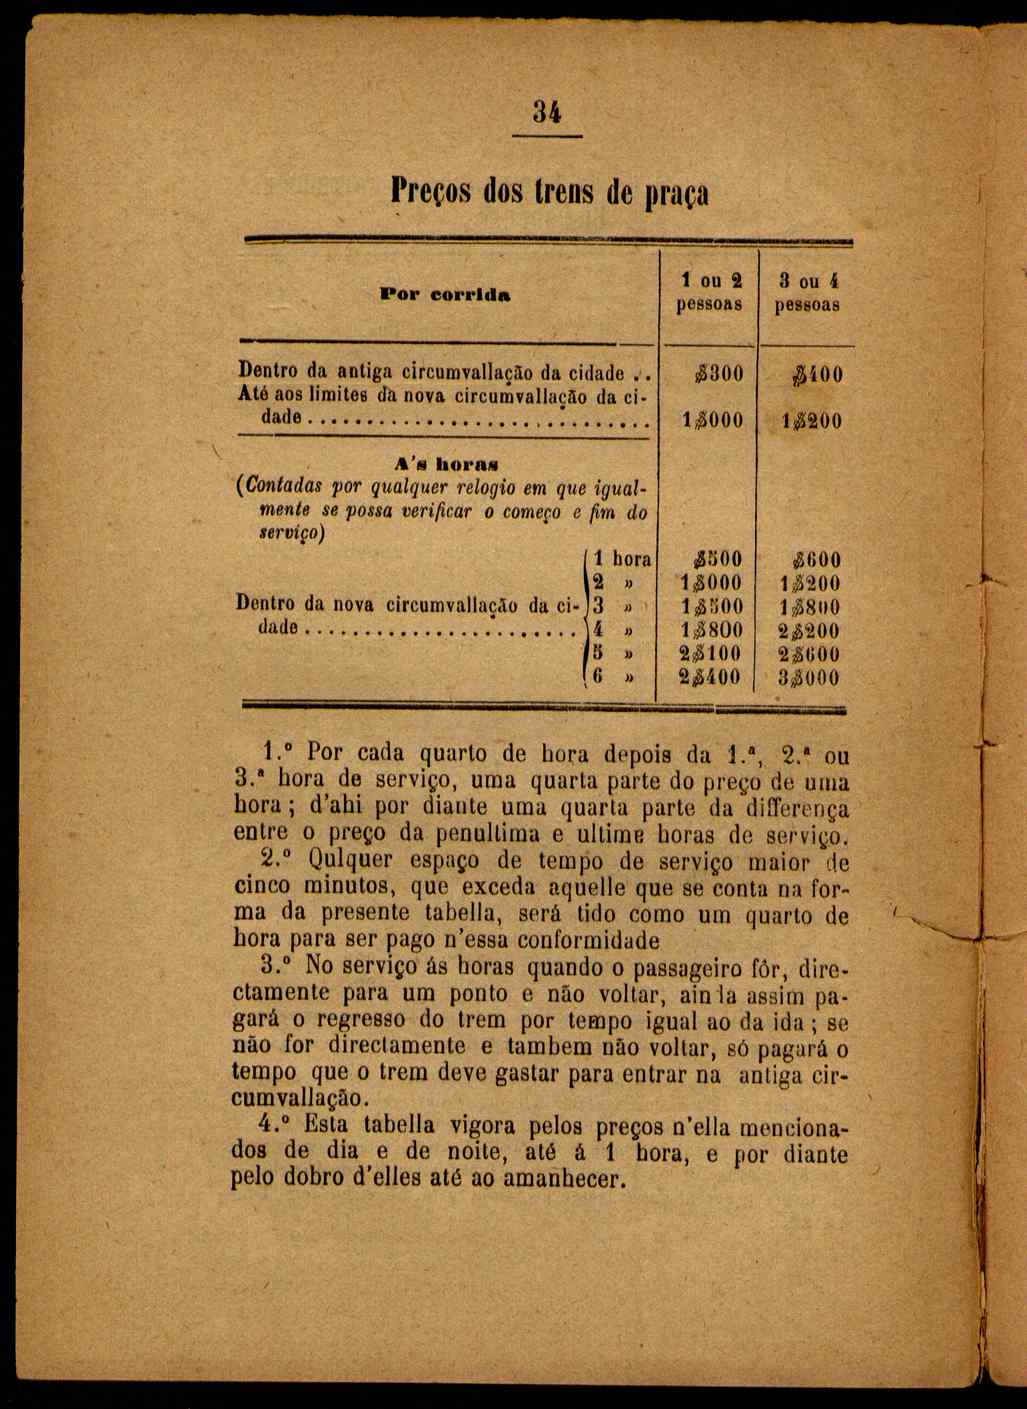 34
Preços dos trens de praça
Por corrida
1 ou 2 pessoas
3 ou 4 pessoas
Dentro da antiga circumvallação da cidade .. $300 $400
Até aos limites da nova circumvallação da ci-
dade ............................. 1$000 1$200
A's horas
(Contadas por qualquer relogio em que igual-
mente se possa verificar o começo e fim do
serviço)
1 hora $500 $600
2 » 1$000 1$200
Dentro da nova circumvallação da ci- 3 » 1$500 1$800
dade ....................... 4 » 1$800 2$200
5 » 2$100 2$600
6 » 2$400 3$000
1.º Por cada quarto de hora depois da 1.ª, 2.ª ou
3.ª hora de serviço, uma quarta parte do preço de uma
hora ; d'ahi por diante uma quarta parte da differença
entre o preço da penultima e ultime horas de serviço.
2.º Qulquer espaço de tempo de serviço maior de
cinco minutos, que exceda aquelle que se conta na for-
ma da presente tabella, será tido como um quarto de
hora para ser pago n'essa conformidade
3.º No serviço ás horas quando o passageiro fôr, dire-
ctamente para um ponto e não voltar, ainda assim pa-
gará o regresso do trem por tempo igual ao da ida ; se
não for directamente e tambem não voltar, só pagará o
tempo que o trem deve gastar para entrar na antiga cir-
cumvallação.
4.º Esta tabella vigora pelos preços n'ella menciona-
dos de dia e de noite, até á 1 hora, e por diante
pelo dobro d'elles até ao amanhecer.